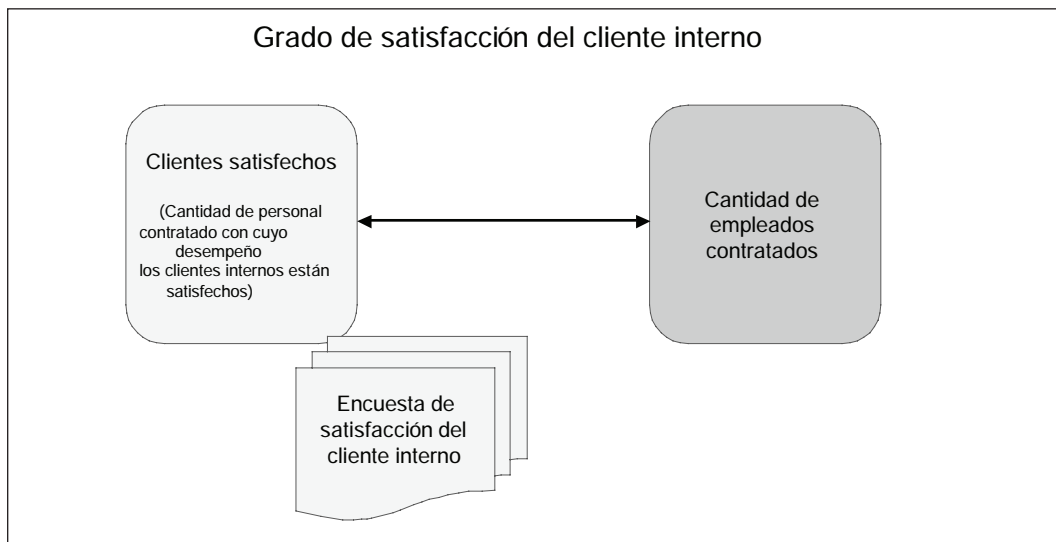 Grado de satisfacción del cliente interno
Clientes satisfechos
(Cantidad de personal
contratado con cuyo
desempeño
los clientes internos están
satisfechos)
Cantidad de
empleados
contratados
Encuesta de
satisfacción del
cliente interno